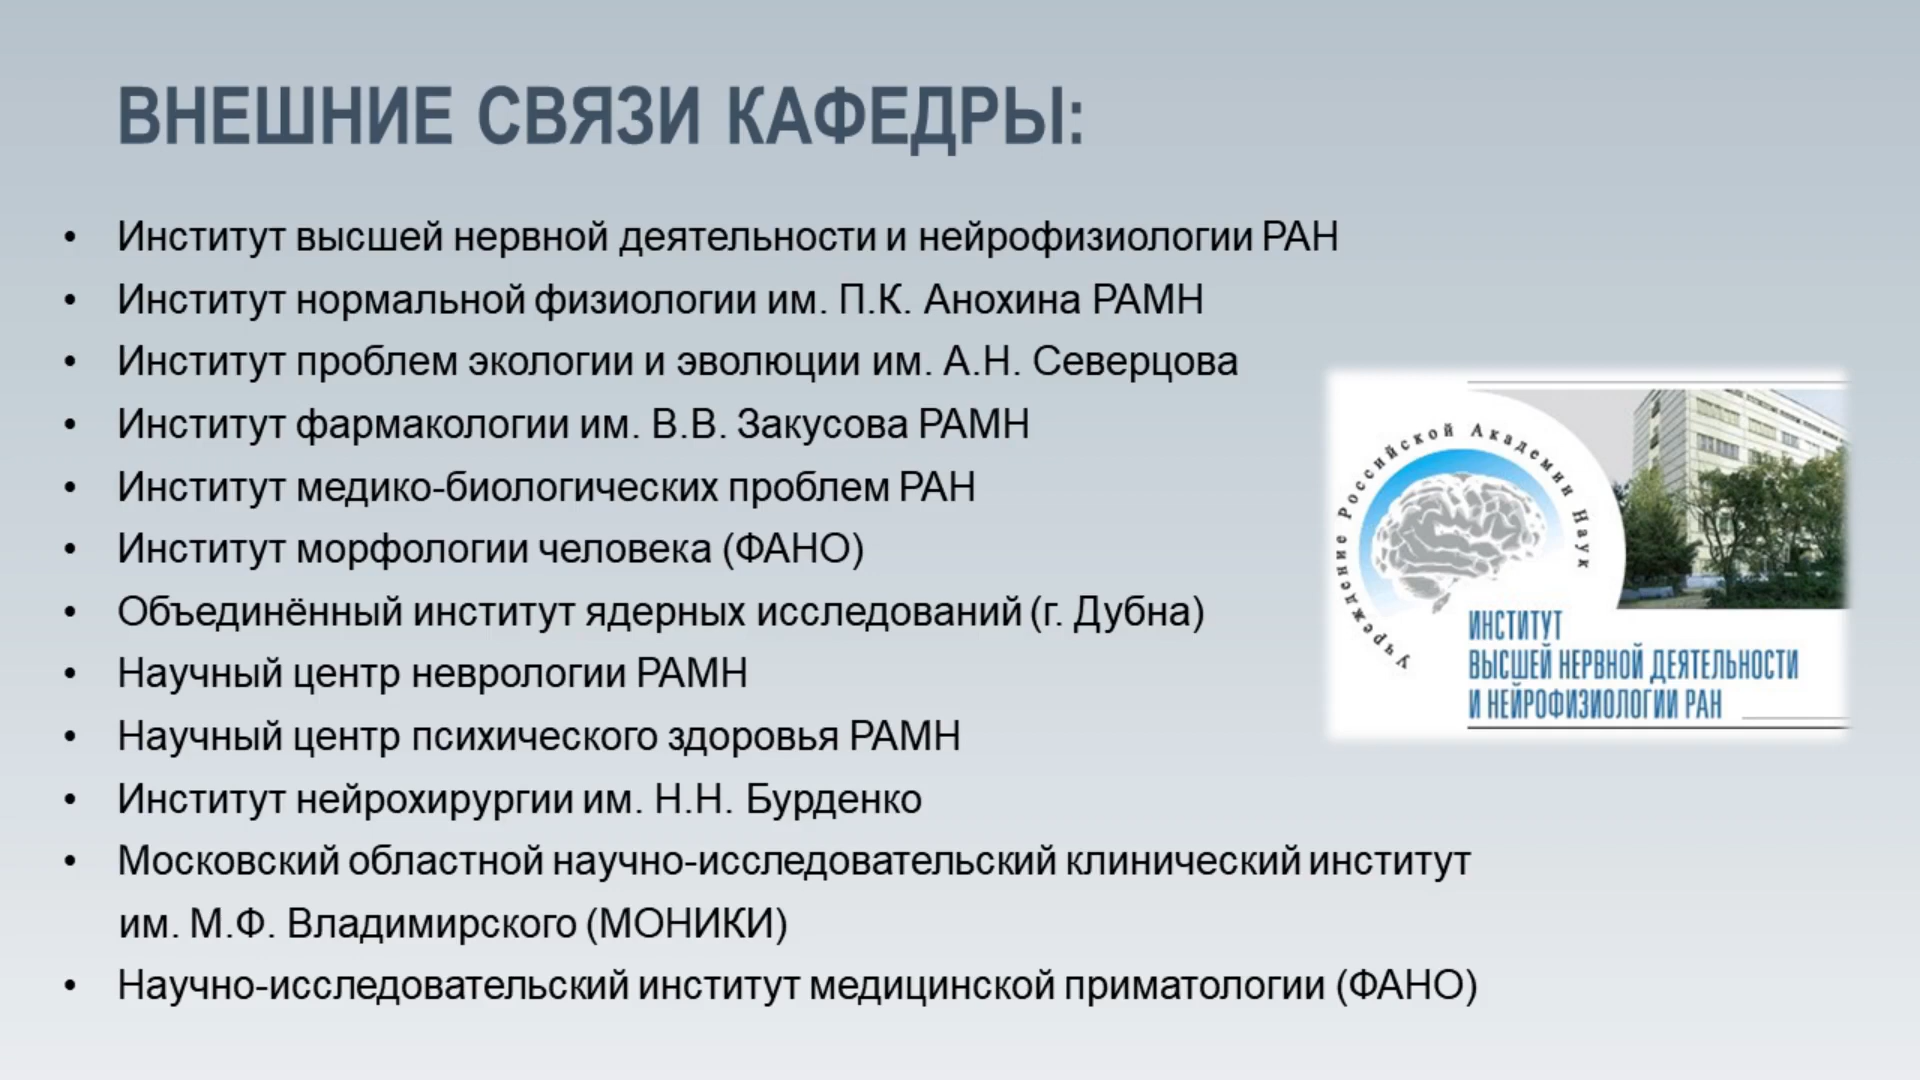 ВНЕШНИЕ СВЯЗИ КАФЕДРЫ:
• Институт высшей нервной деятельности и нейрофизиологии РАН
• Институт нормальной физиологии им. П.К. Анохина РАМН
• Институт проблем экологии и эволюции им. А.Н. Северцова
• Институт фармакологии им. В.В. Закусова РАМН
• Институт медико-биологических проблем РАН
• Институт морфологии человека (ФАНО)
• Объединённый институт ядерных исследований (г. Дубна)
• Научный центр неврологии РАМН
• Научный центр психического здоровья РАМН
• Институт нейрохирургии им. Н.Н. Бурденко
• Московский областной научно-исследовательский клинический институт
им. М.Ф. Владимирского (МОНИКИ)
• Научно-исследовательский институт медицинской приматологии (ФАНО)
Учреждение Российской Академии Наук
ИНСТИТУТ
ВЫСШЕЙ НЕРВНОЙ ДЕЯТЕЛЬНОСТИ
И НЕЙРОФИЗИОЛОГИИ РАН